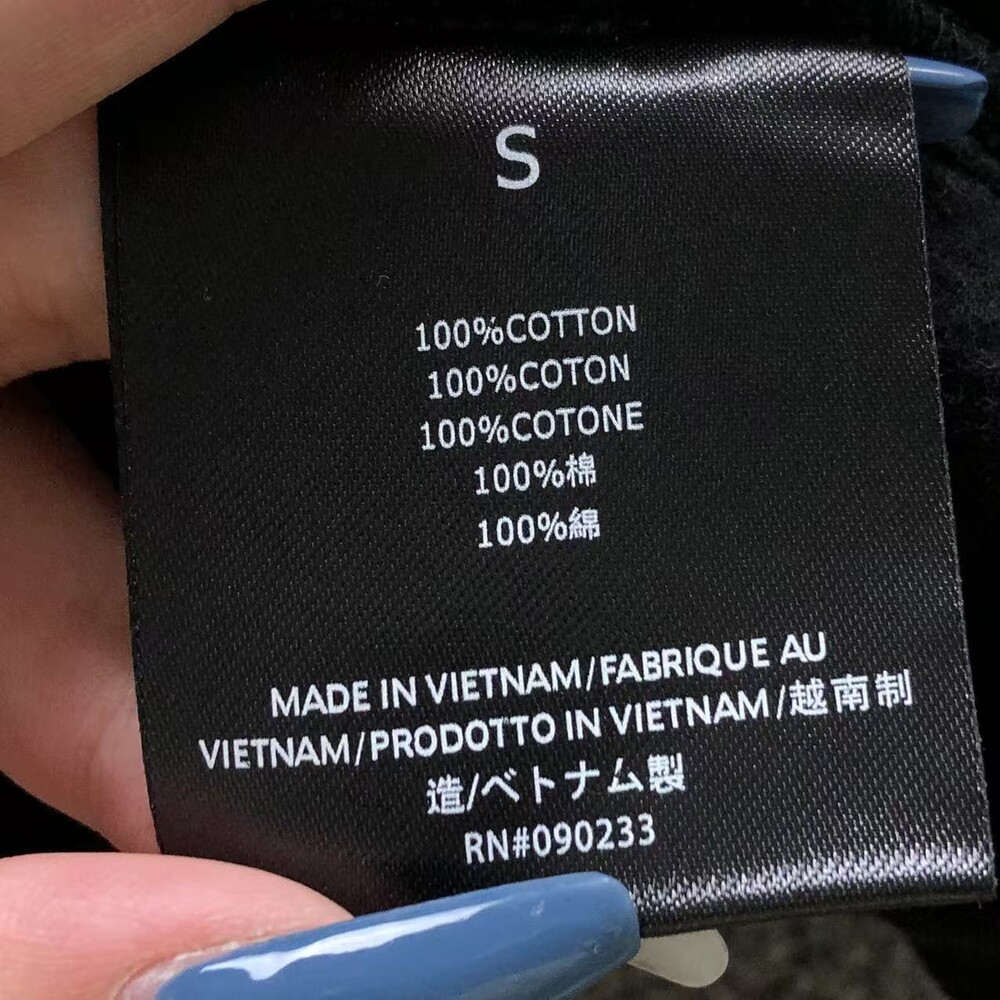 S
100%COTTON
100%COTON
100%COTONE
100%棉
100%綿
MADE IN VIETNAM/FABRIQUE AU
VIETNAM/PRODOTTO IN VIETNAM/越南制
造/ベトナム製
RN#090233